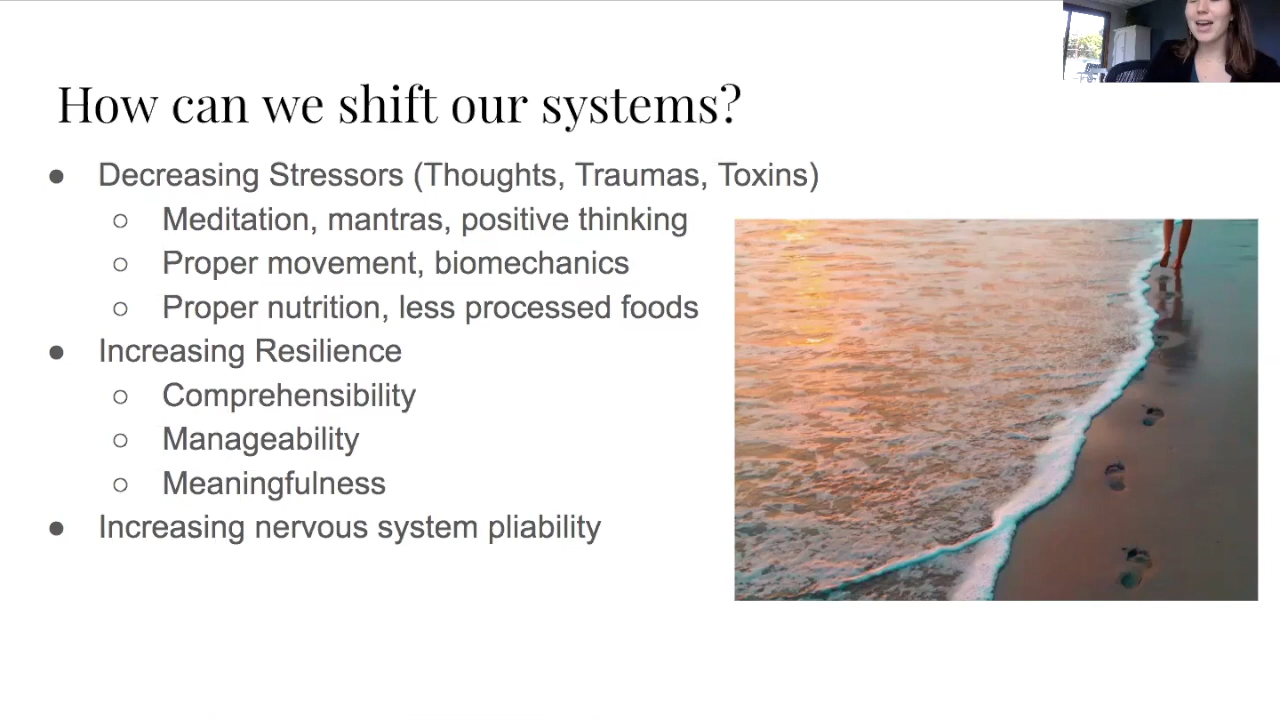 How can we shift our systems?
● Decreasing Stressors (Thoughts, Traumas, Toxins)
○ Meditation, mantras, positive thinking
○ Proper movement, biomechanics
○ Proper nutrition, less processed foods
● Increasing Resilience
○ Comprehensibility
○ Manageability
○ Meaningfulness
● Increasing nervous system pliability